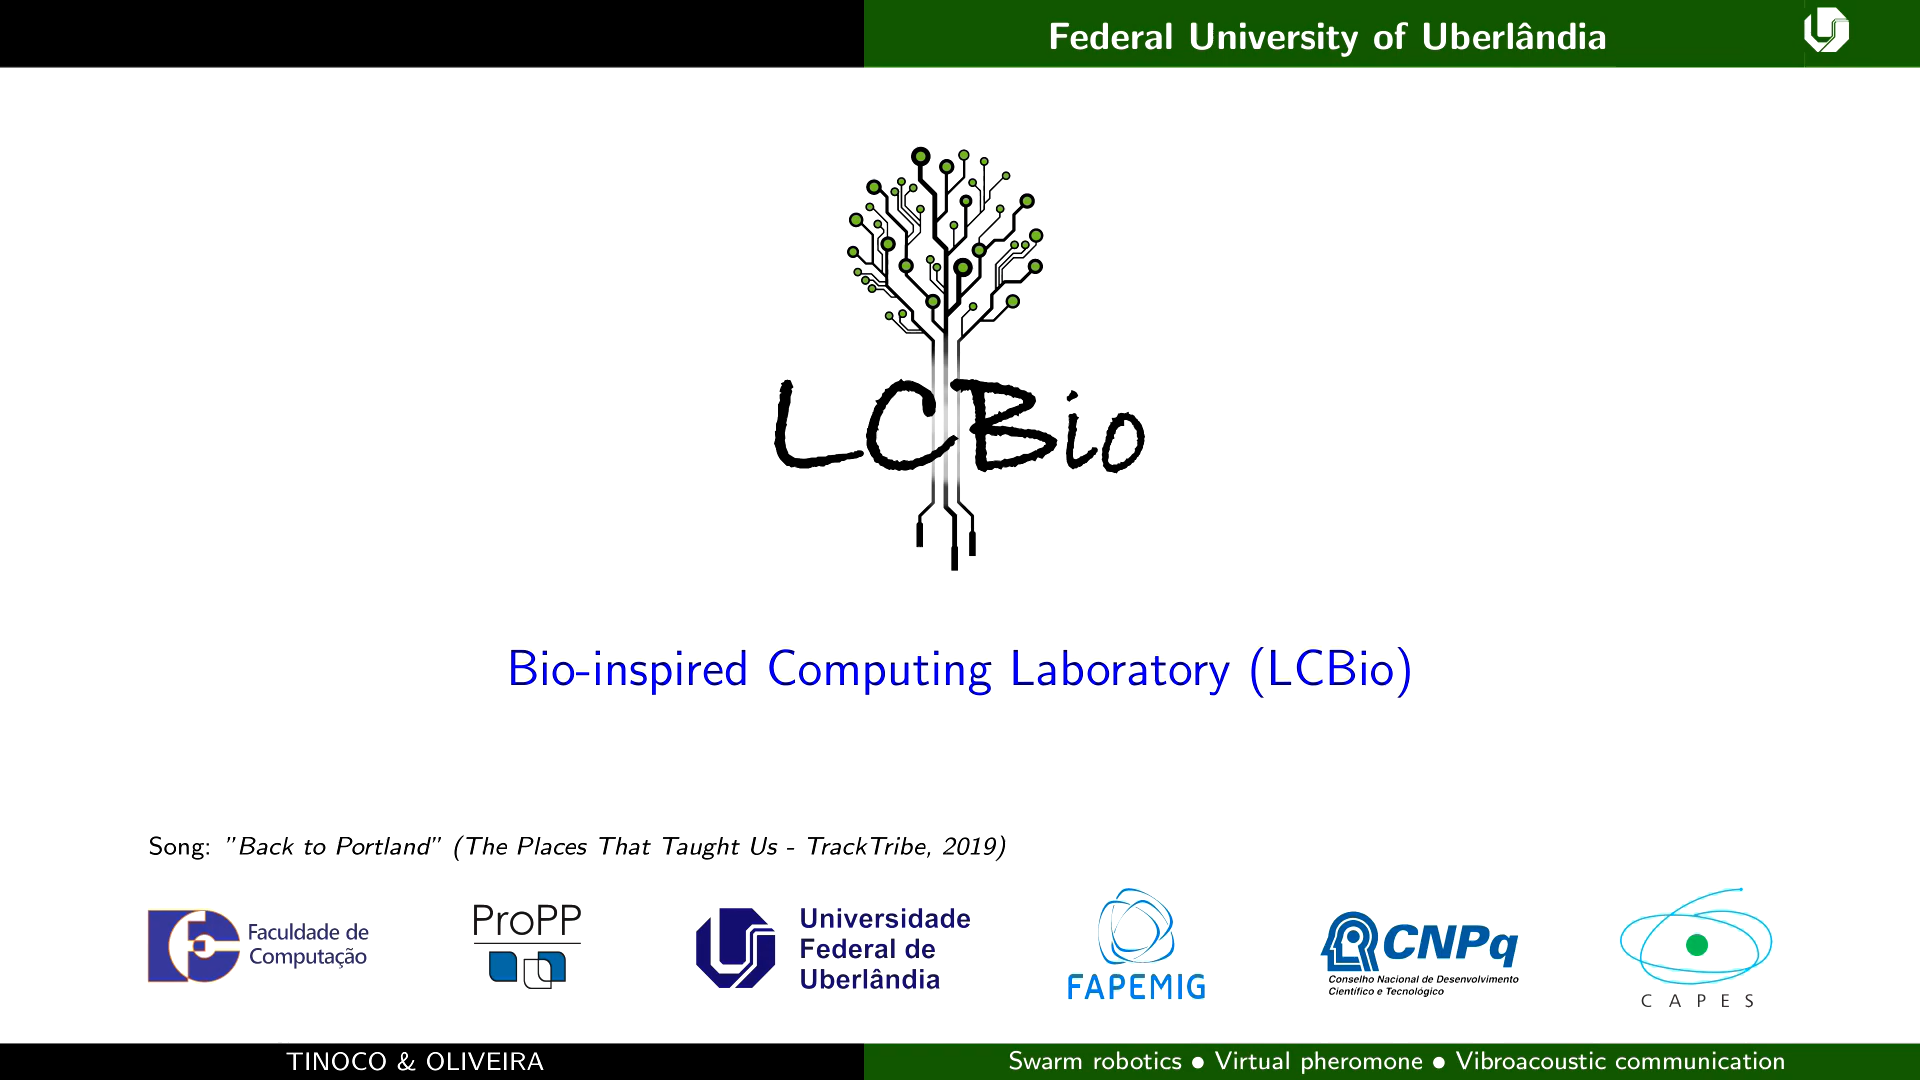 Federal University of Uberlândia
LCBio
Bio-inspired Computing Laboratory (LCBio)
Song: ”Back to Portland” (The Places That Taught Us - TrackTribe, 2019)
Faculdade de
Computação
ProPP
Universidade
Federal de
Uberlândia
FAPEMIG
CNPq
Conselho Nacional de Desenvolvimento
Científico e Tecnológico
CAPES
TINOCO & OLIVEIRA
Swarm robotics • Virtual pheromone • Vibroacoustic communication